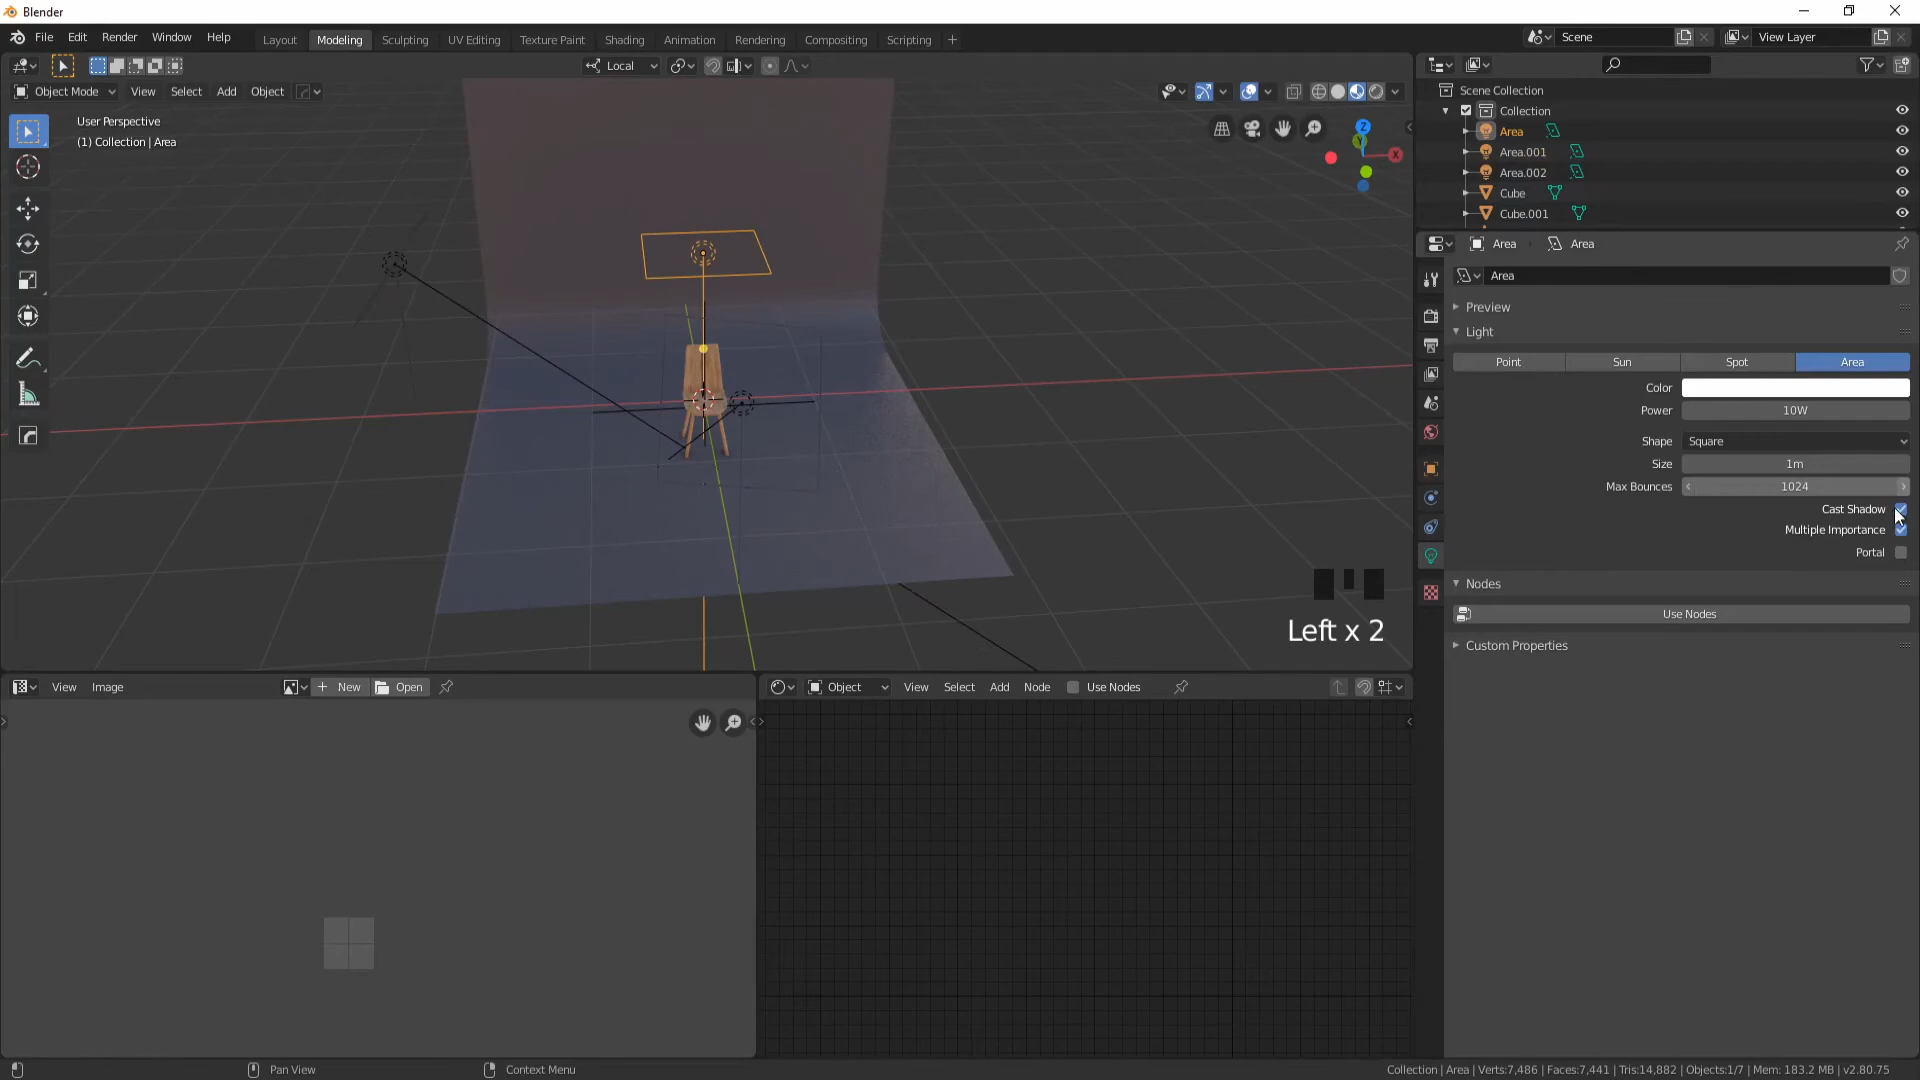 Blender
File Edit Render Window Help
Layout Modeling Sculpting UV Editing Texture Paint Shading Animation Rendering Compositing Scripting +
Scene
View Layer
Local
Object Mode View Select Add Object
User Perspective
(1) Collection | Area
Z
Y
X
Left x 2
Scene Collection
Collection
Area
Area.001
Area.002
Cube
Cube.001
Area Area
Area
Preview
Light
Point Sun Spot Area
Color
Power 10W
Shape Square
Size 1m
Max Bounces 1024
Cast Shadow
Multiple Importance
Portal
Nodes
Use Nodes
Custom Properties
View Image + New Open
Object View Select Add Node Use Nodes
Pan View
Context Menu
Collection | Area | Verts:7,486 | Faces:7,441 | Tris:14,882 | Objects:1/7 | Mem: 183.2 MB | v2.80.75